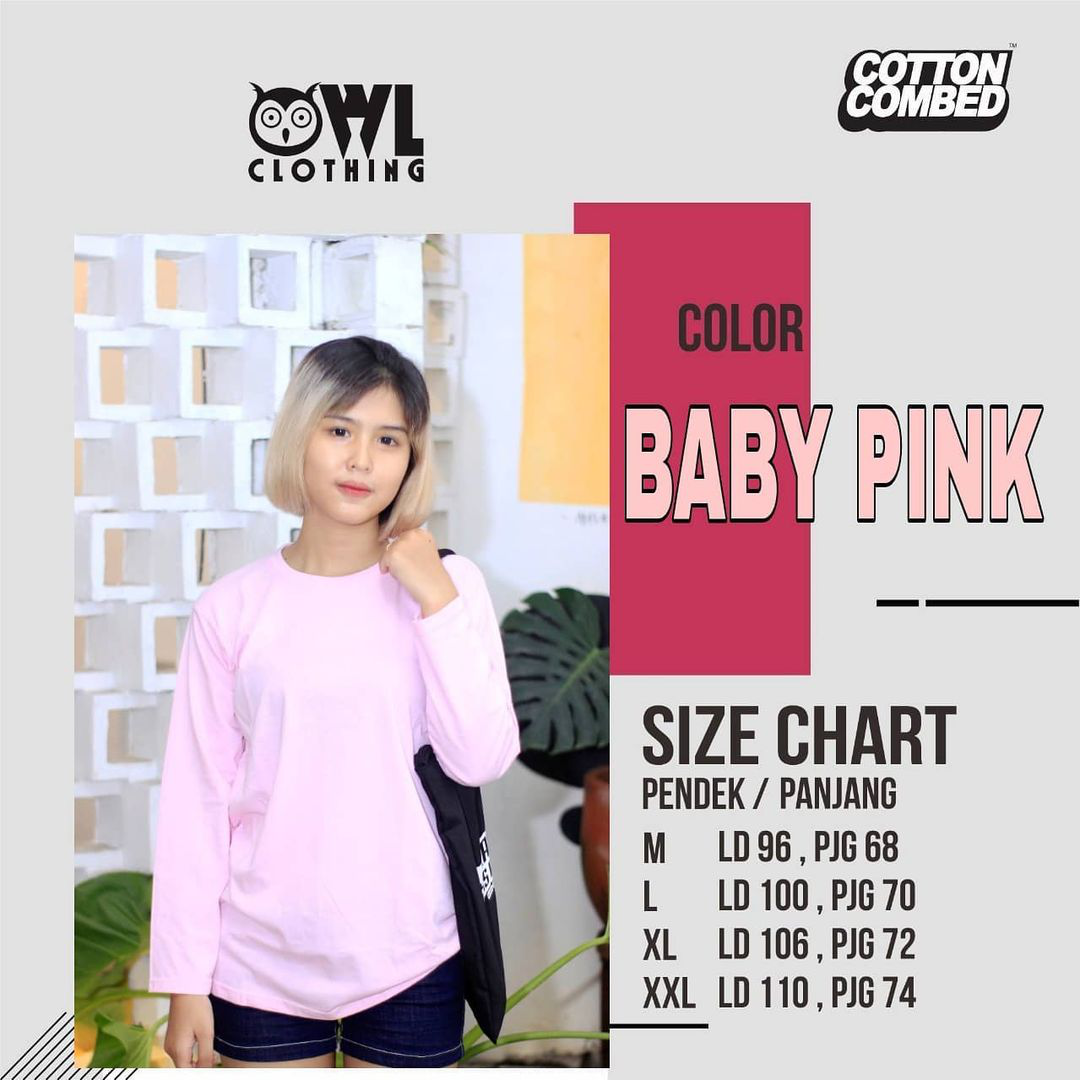 OWL
CLOTHING
COTTON
COMBED
TM
COLOR
BABY PINK
SIZE CHART
PENDEK / PANJANG
M LD 96 , PJG 68
L LD 100 , PJG 70
XL LD 106 , PJG 72
XXL LD 110 , PJG 74